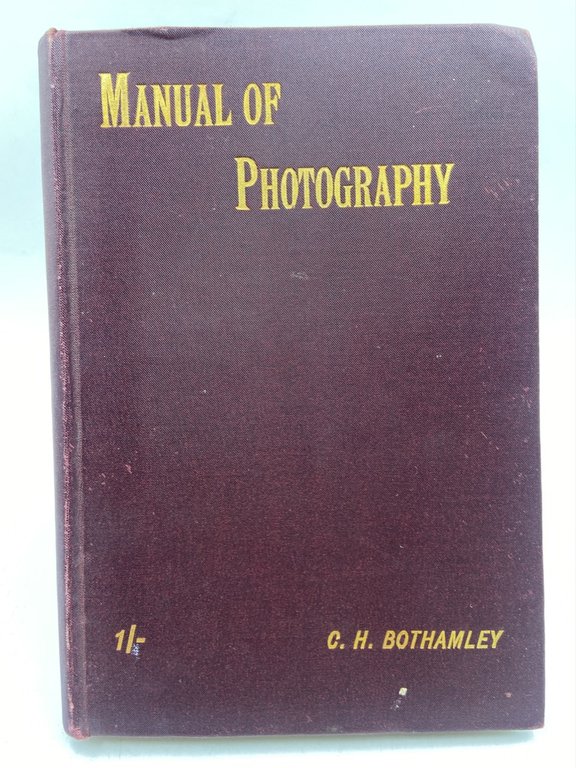 MANUAL OF
PHOTOGRAPHY
1/-
C. H. BOTHAMLEY